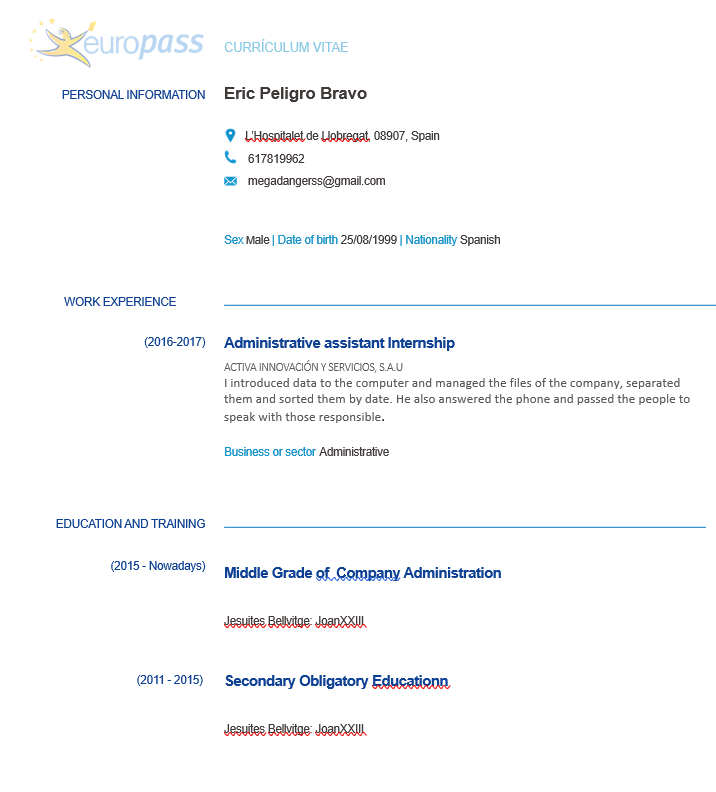 europass CURRÍCULUM VITAE
PERSONAL INFORMATION Eric Peligro Bravo
L'Hospitalet de Llobregat, 08907, Spain
617819962
megadangerss@gmail.com
Sex Male | Date of birth 25/08/1999 | Nationality Spanish
WORK EXPERIENCE
(2016-2017) Administrative assistant Internship
ACTIVA INNOVACIÓN Y SERVICIOS, S.A.U
I introduced data to the computer and managed the files of the company, separated
them and sorted them by date. He also answered the phone and passed the people to
speak with those responsible.
Business or sector Administrative
EDUCATION AND TRAINING
(2015 - Nowadays) Middle Grade of Company Administration
Jesuites Bellvitge: JoanXXIII
(2011 - 2015) Secondary Obligatory Educationn
Jesuites Bellvitge: JoanXXIII